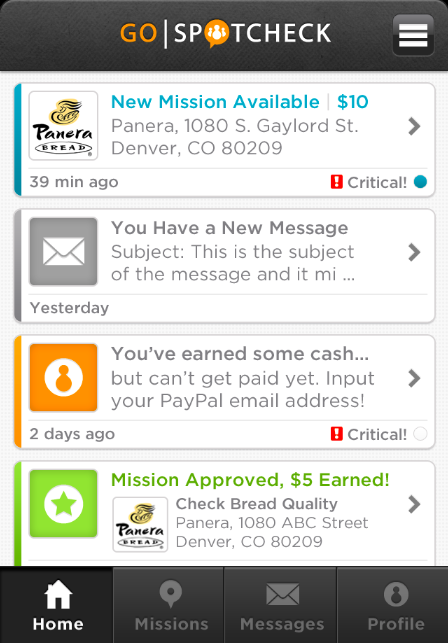 GO|SPOTCHECK
New Mission Available | $10
Panera, 1080 S. Gaylord St.
Denver, CO 80209
Panera
BREAD
39 min ago
Critical!
You Have a New Message
Subject: This is the subject
of the message and it mi ...
Yesterday
You’ve earned some cash...
but can’t get paid yet. Input
your PayPal email address!
2 days ago
Critical!
Mission Approved, $5 Earned!
Panera
BREAD
Check Bread Quality
Panera, 1080 ABC Street
Denver, CO 80209
Home
Missions
Messages
Profile